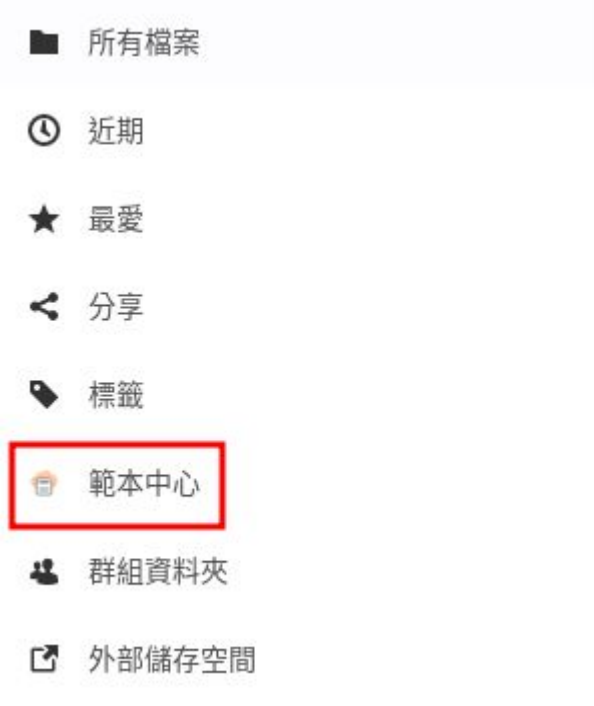 所有檔案
近期
最愛
分享
標籤
範本中心
群組資料夾
外部儲存空間